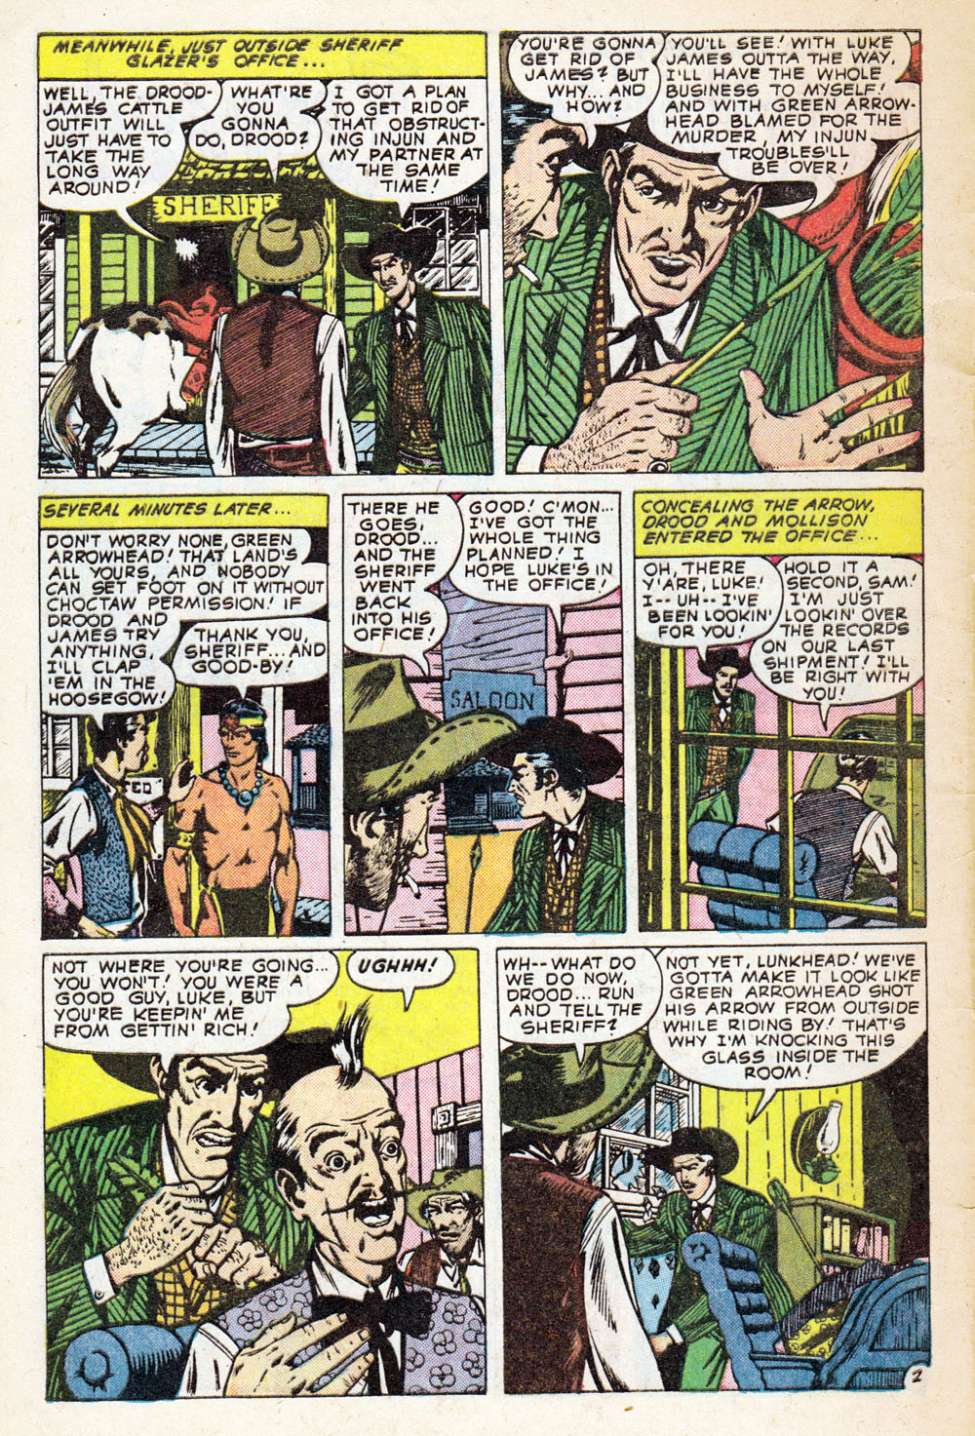 MEANWHILE, JUST OUTSIDE SHERIFF
GLAZER'S OFFICE...
WELL, THE DROOD-
JAMES CATTLE
OUTFIT WILL
JUST HAVE TO
TAKE THE
LONG WAY
AROUND!
WHAT'RE
YOU
GONNA
DO, DROOD?
I GOT A PLAN
TO GET RID OF
THAT OBSTRUCT-
ING INJUN AND
MY PARTNER AT
THE SAME
TIME!
SHERIFF
YOU'RE GONNA
GET RID OF
JAMES? BUT
WHY... AND
HOW?
YOU'LL SEE! WITH LUKE
JAMES OUTTA THE WAY,
I'LL HAVE THE WHOLE
BUSINESS TO MYSELF!
AND WITH GREEN ARROW-
HEAD BLAMED FOR THE
MURDER, MY INJUN
TROUBLES'LL
BE OVER!
SEVERAL MINUTES LATER...
DON'T WORRY NONE, GREEN
ARROWHEAD! THAT LAND'S
ALL YOURS, AND NOBODY
CAN SET FOOT ON IT WITHOUT
CHOCTAW PERMISSION! IF
DROOD AND
JAMES TRY
ANYTHING,
I'LL CLAP
'EM IN THE
HOOSEGOW!
THANK YOU,
SHERIFF... AND
GOOD-BY!
TED
THERE HE
GOES,
DROOD...
AND THE
SHERIFF
WENT
BACK
INTO HIS
OFFICE!
GOOD! C'MON...
I'VE GOT THE
WHOLE THING
PLANNED! I
HOPE LUKE'S IN
THE OFFICE!
SALOON
CONCEALING THE ARROW,
DROOD AND MOLLISON
ENTERED THE OFFICE...
OH, THERE
Y'ARE, LUKE!
I--UH--I'VE
BEEN LOOKIN'
FOR YOU!
HOLD IT A
SECOND, SAM!
I'M JUST
LOOKIN' OVER
THE RECORDS
ON OUR LAST
SHIPMENT! I'LL
BE RIGHT WITH
YOU!
NOT WHERE YOU'RE GOING...
YOU WON'T! YOU WERE A
GOOD GUY, LUKE, BUT
YOU'RE KEEPIN' ME
FROM GETTIN' RICH!
UGHHH!
WH--WHAT DO
WE DO NOW,
DROOD... RUN
AND TELL THE
SHERIFF?
NOT YET, LUNKHEAD! WE'VE
GOTTA MAKE IT LOOK LIKE
GREEN ARROWHEAD SHOT
HIS ARROW FROM OUTSIDE
WHILE RIDING BY! THAT'S
WHY I'M KNOCKING THIS
GLASS INSIDE THE
ROOM!
2